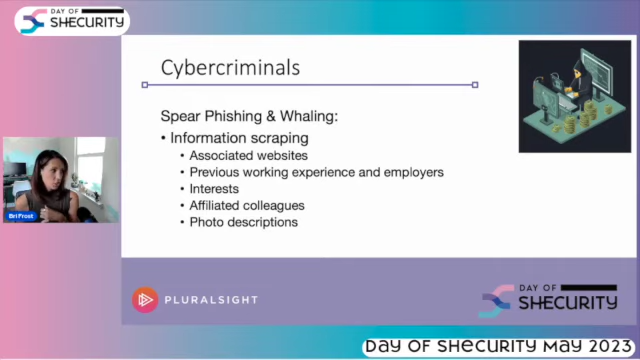 DAY OF
SHECURITY
Cybercriminals
Spear Phishing & Whaling:
• Information scraping
• Associated websites
• Previous working experience and employers
• Interests
• Affiliated colleagues
• Photo descriptions
Bri Frost
PLURALSIGHT
DAY OF
SHECURITY
DAY OF SHECURITY MAY 2023